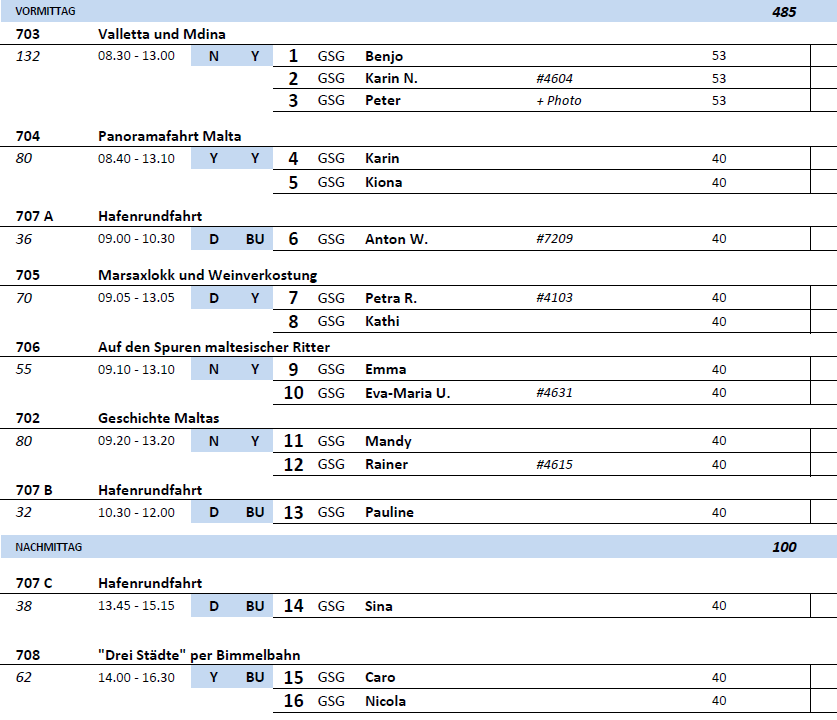 VORMITTAG 485
703 Valletta und Mdina
132 08.30 - 13.00 N Y 1 GSG Benjo 53
2 GSG Karin N. #4604 53
3 GSG Peter + Photo 53
704 Panoramafahrt Malta
80 08.40 - 13.10 Y Y 4 GSG Karin 40
5 GSG Kiona 40
707 A Hafenrundfahrt
36 09.00 - 10.30 D BU 6 GSG Anton W. #7209 40
705 Marsaxlokk und Weinverkostung
70 09.05 - 13.05 D Y 7 GSG Petra R. #4103 40
8 GSG Kathi 40
706 Auf den Spuren maltesischer Ritter
55 09.10 - 13.10 N Y 9 GSG Emma 40
10 GSG Eva-Maria U. #4631 40
702 Geschichte Maltas
80 09.20 - 13.20 N Y 11 GSG Mandy 40
12 GSG Rainer #4615 40
707 B Hafenrundfahrt
32 10.30 - 12.00 D BU 13 GSG Pauline 40
NACHMITTAG 100
707 C Hafenrundfahrt
38 13.45 - 15.15 D BU 14 GSG Sina 40
708 "Drei Städte" per Bimmelbahn
62 14.00 - 16.30 Y BU 15 GSG Caro 40
16 GSG Nicola 40